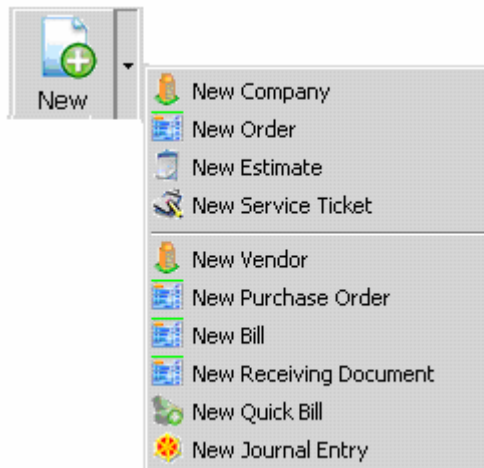 New
New Company
New Order
New Estimate
New Service Ticket
New Vendor
New Purchase Order
New Bill
New Receiving Document
New Quick Bill
New Journal Entry